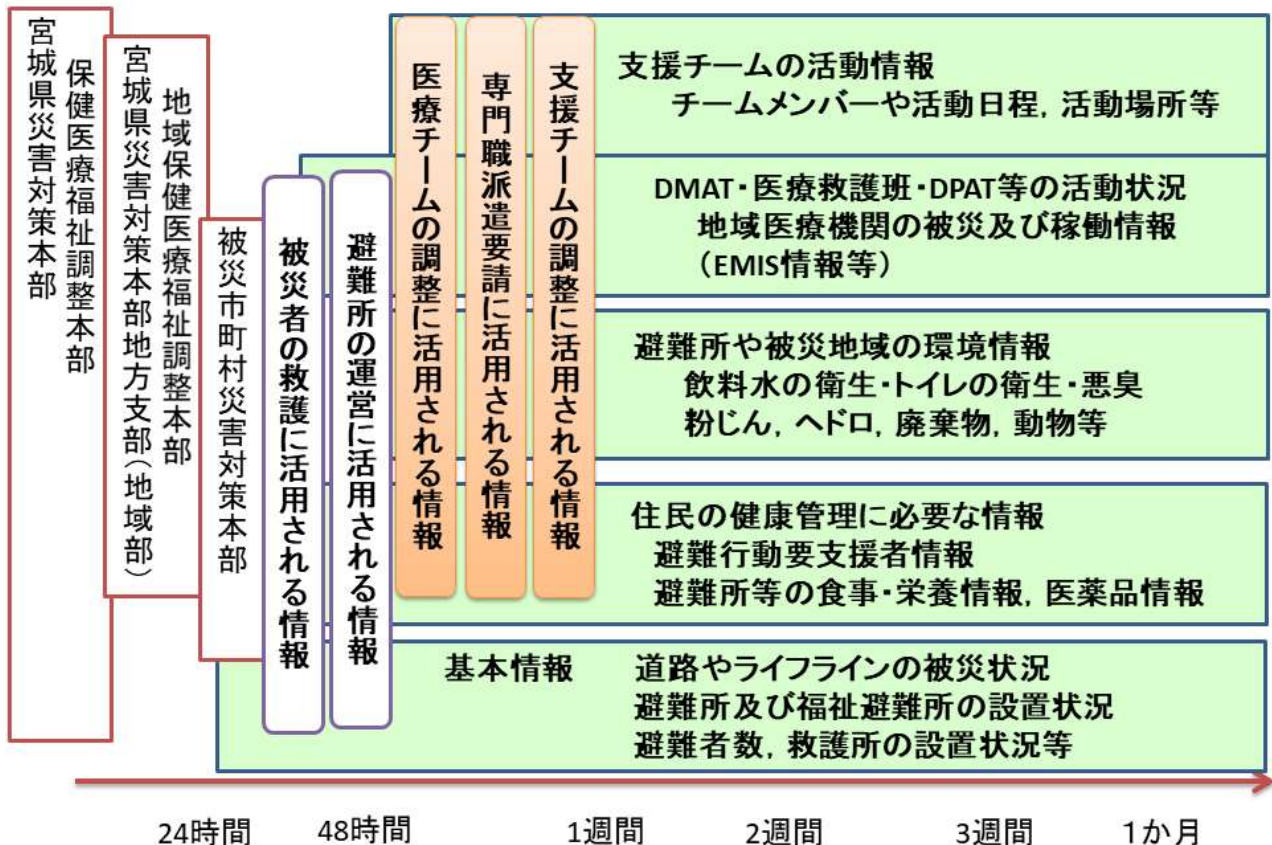 宮城県災害対策本部
保健医療福祉調整本部
宮城県災害対策本部地方支部(地域部)
地域保健医療福祉調整本部
被災市町村災害対策本部
被災者の救護に活用される情報
避難所の運営に活用される情報
医療チームの調整に活用される情報
専門職派遣要請に活用される情報
支援チームの調整に活用される情報
支援チームの活動情報
チームメンバーや活動日程，活動場所等
DMAT・医療救護班・DPAT等の活動状況
地域医療機関の被災及び稼働情報
（EMIS情報等）
避難所や被災地域の環境情報
飲料水の衛生・トイレの衛生・悪臭
粉じん，ヘドロ，廃棄物，動物等
住民の健康管理に必要な情報
避難行動要支援者情報
避難所等の食事・栄養情報，医薬品情報
基本情報　道路やライフラインの被災状況
避難所及び福祉避難所の設置状況
避難者数，救護所の設置状況等
24時間　48時間　1週間　2週間　3週間　1か月